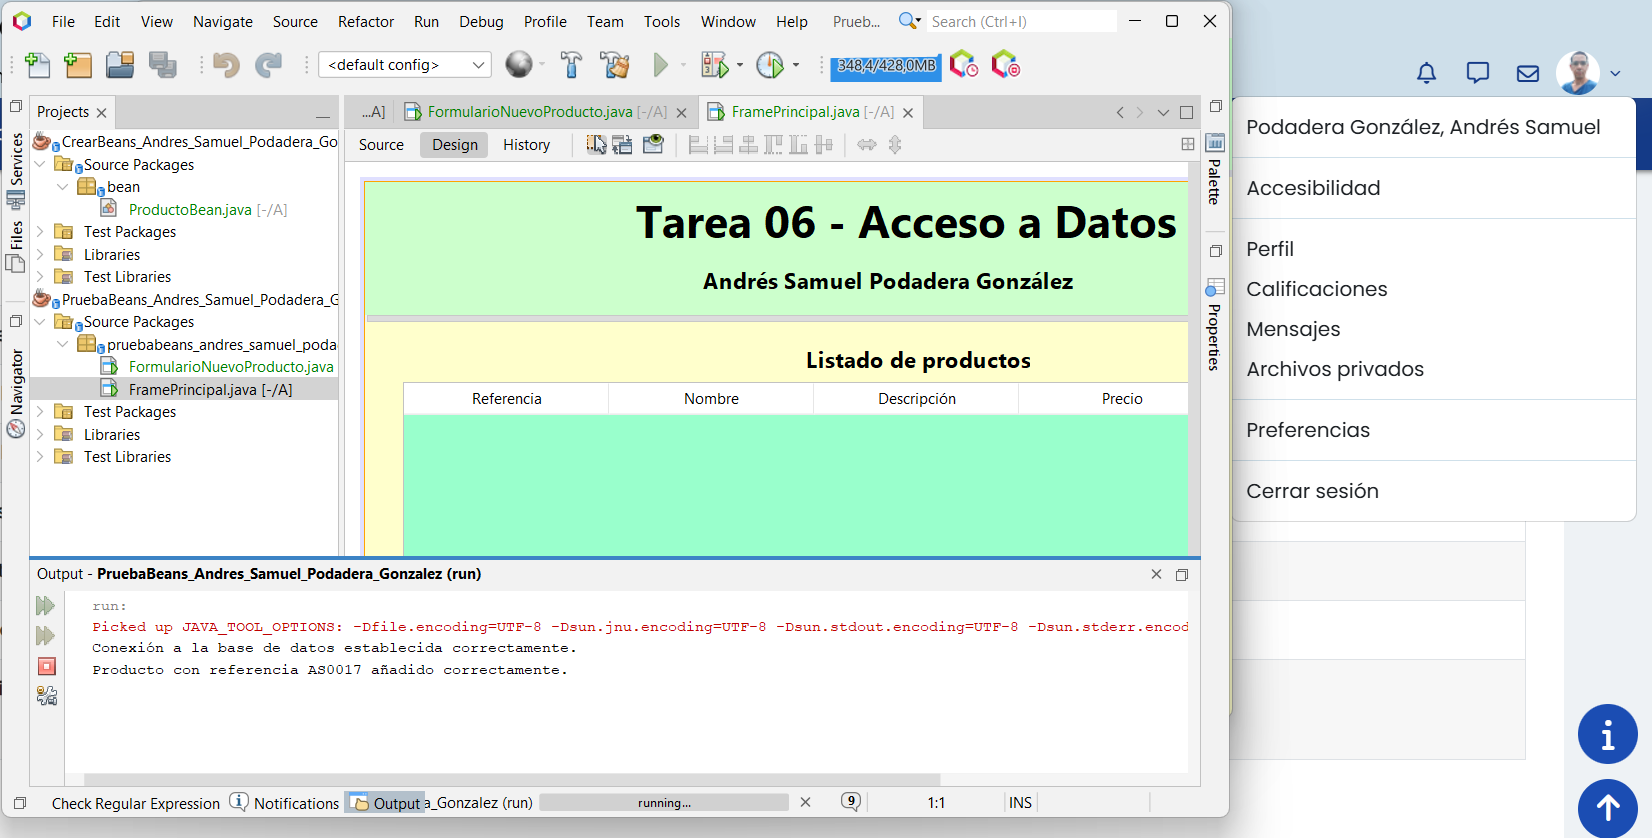 File Edit View Navigate Source Refactor Run Debug Profile Team Tools Window Help Prueb... Search (Ctrl+I)
<default config> 348,4/428,0MB
Projects
...A] FormularioNuevoProducto.java [-/A] FramePrincipal.java [-/A]
Source Design History
Services
Files
Navigator
CrearBeans_Andres_Samuel_Podadera_Go
Source Packages
bean
ProductoBean.java [-/A]
Test Packages
Libraries
Test Libraries
PruebaBeans_Andres_Samuel_Podadera_G
Source Packages
pruebabeans_andres_samuel_poda
FormularioNuevoProducto.java
FramePrincipal.java [-/A]
Test Packages
Libraries
Test Libraries
Tarea 06 - Acceso a Datos
Andrés Samuel Podadera González
Listado de productos
Referencia Nombre Descripción Precio
Palette
Properties
Output - PruebaBeans_Andres_Samuel_Podadera_Gonzalez (run)
run:
Picked up JAVA_TOOL_OPTIONS: -Dfile.encoding=UTF-8 -Dsun.jnu.encoding=UTF-8 -Dsun.stdout.encoding=UTF-8 -Dsun.stderr.encod
Conexión a la base de datos establecida correctamente.
Producto con referencia AS0017 añadido correctamente.
Check Regular Expression Notifications Output a_Gonzalez (run) running... 9 1:1 INS
Podadera González, Andrés Samuel
Accesibilidad
Perfil
Calificaciones
Mensajes
Archivos privados
Preferencias
Cerrar sesión